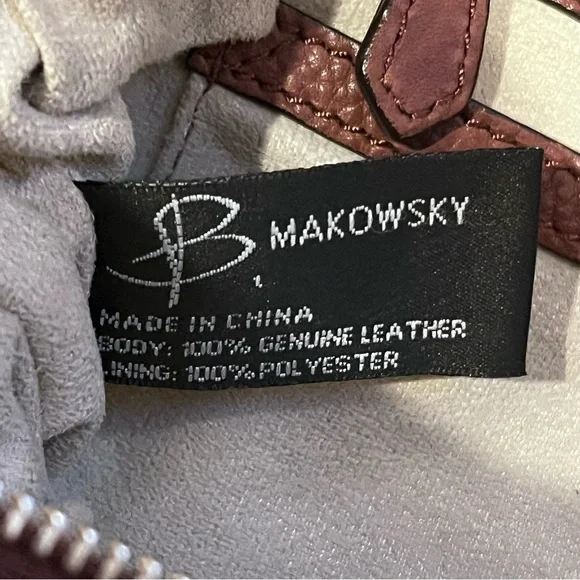 B. MAKOWSKY
MADE IN CHINA
BODY: 100% GENUINE LEATHER
LINING: 100% POLYESTER